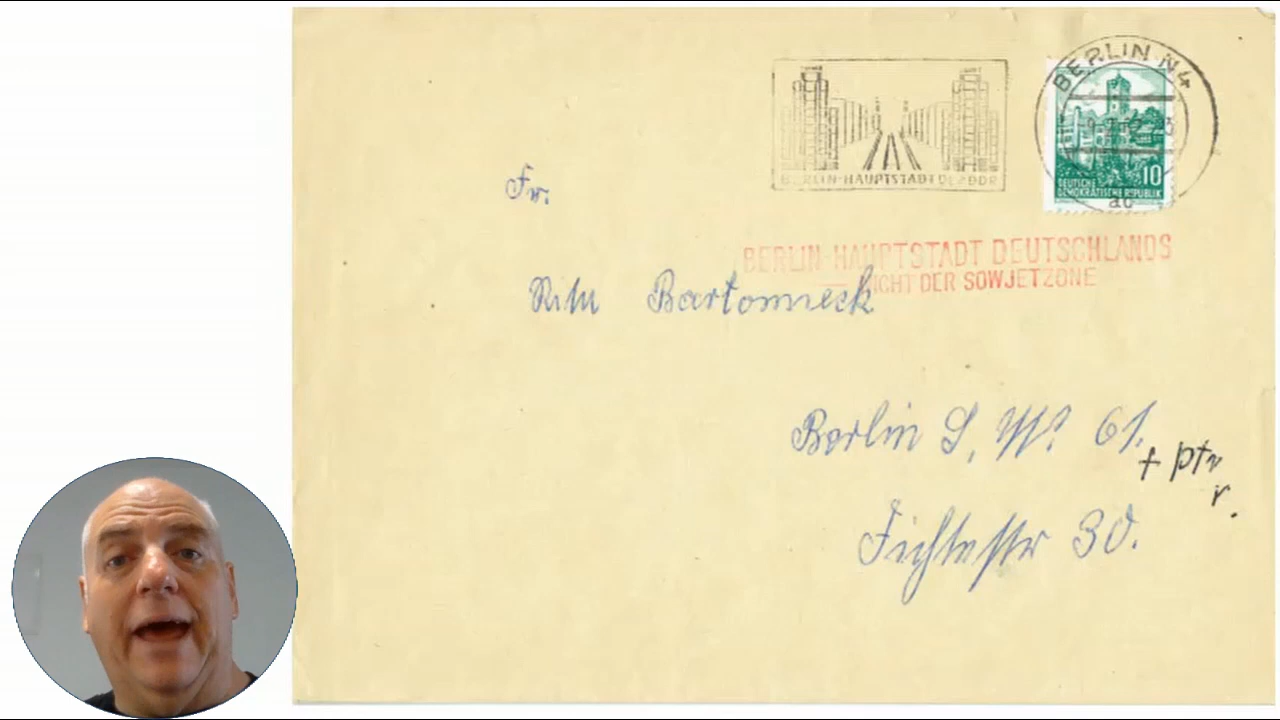 BERLIN N4
BERLIN-HAUPTSTADT DER DDR
10
DEUTSCHE
DEMOKRATISCHE REPUBLIK
Fr.
BERLIN-HAUPTSTADT DEUTSCHLANDS
NICHT DER SOWJETZONE
Bartonneck
Berlin S.W. 61.
Fichtestr 30.